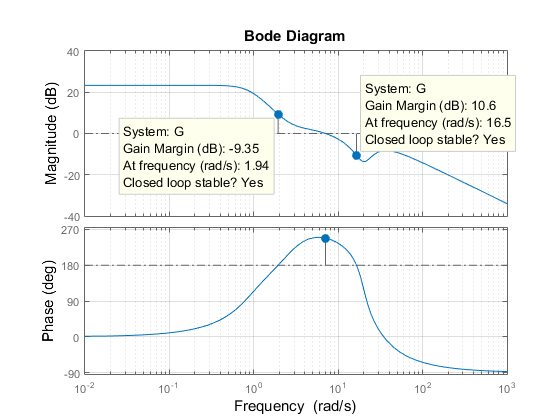 Bode Diagram
Magnitude (dB)
40
20
0
-20
-40
System: G
Gain Margin (dB): -9.35
At frequency (rad/s): 1.94
Closed loop stable? Yes
System: G
Gain Margin (dB): 10.6
At frequency (rad/s): 16.5
Closed loop stable? Yes
Phase (deg)
270
180
90
0
-90
10^-2
10^-1
10^0
10^1
10^2
10^3
Frequency (rad/s)